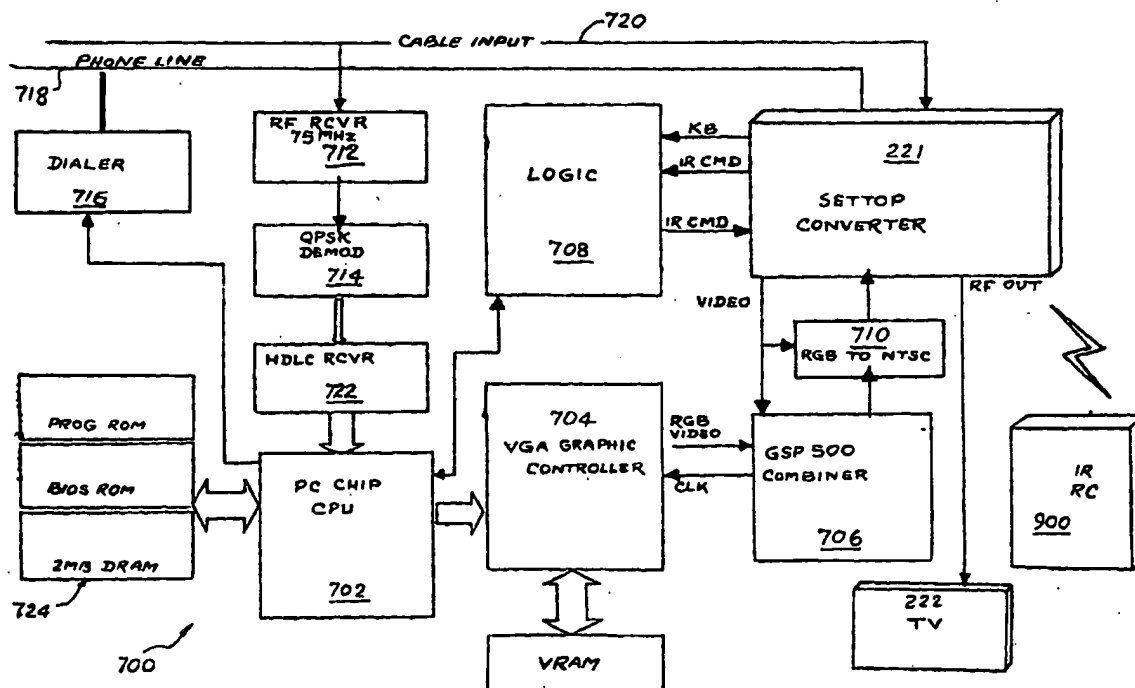 720
CABLE INPUT
PHONE LINE
718
RF RCVR
75 MHz
712
DIALER
716
QPSK
DEMOD
714
HDLC RCVR
722
LOGIC
708
KB
IR CMD
IR CMD
221
SETTOP
CONVERTER
VIDEO
RF OUT
710
RGB TO NTSC
PROG ROM
BIOS ROM
2MB DRAM
724
PC CHIP
CPU
702
704
VGA GRAPHIC
CONTROLLER
RGB
VIDEO
CLK
GSP 500
COMBINER
706
IR
RC
900
222
TV
VRAM
700